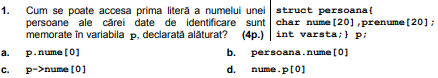 1. Cum se poate accesa prima literă a numelui unei struct persoana{
persoane ale cărei date de identificare sunt char nume[20],prenume[20];
memorate în variabila p, declarată alăturat? (4p.) int varsta;} p;
a. p.nume[0] b. persoana.nume[0]
c. p->nume[0] d. nume.p[0]